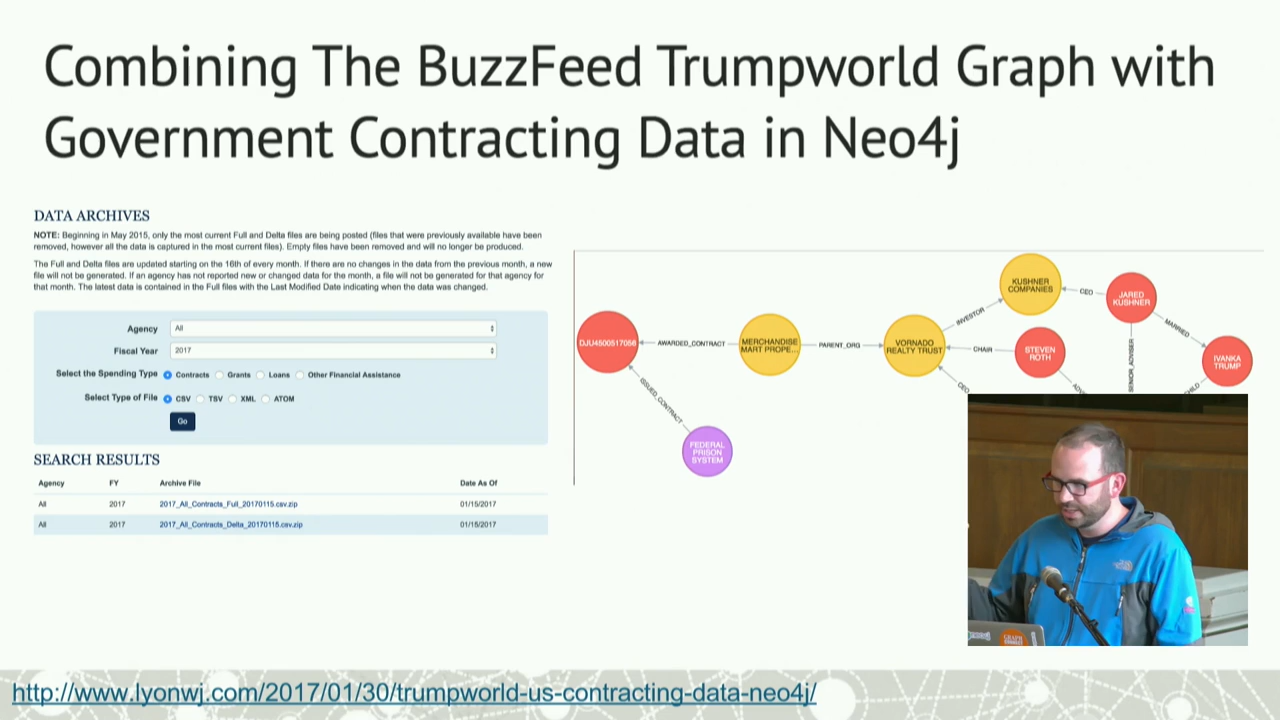 Combining The BuzzFeed Trumpworld Graph with
Government Contracting Data in Neo4j
DATA ARCHIVES
NOTE: Beginning in May 2015, only the most current Full and Delta files are being posted (files that were previously available have been
removed, however all the data is captured in the most current files). Empty files have been removed and will no longer be produced.
The Full and Delta files are updated starting on the 16th of every month. If there are no changes in the data from the previous month, a new
file will not be generated. If an agency has not reported new or changed data for the month, a file will not be generated for that agency for
that month. The latest data is contained in the Full files with the Last Modified Date indicating when the data was changed.
Agency All
Fiscal Year 2017
Select the Spending Type Contracts Grants Loans Other Financial Assistance
Select Type of File CSV TSV XML ATOM
Go
SEARCH RESULTS
Agency FY Archive File Date As Of
All 2017 2017_All_Contracts_Full_20170115.csv.zip 01/15/2017
All 2017 2017_All_Contracts_Delta_20170115.csv.zip 01/15/2017
DJU4500517056
AWARDED_CONTRACT
MERCHANDISE
MART PROPE...
PARENT_ORG
VORNADO
REALTY TRUST
INVESTOR
KUSHNER
COMPANIES
CEO
JARED
KUSHNER
MARRIED
IVANKA
TRUMP
CHAIR
STEVEN
ROTH
SENIOR_ADVISER
ISSUED_CONTRACT
FEDERAL
PRISON
SYSTEM
GRAPH
http://www.lyonwj.com/2017/01/30/trumpworld-us-contracting-data-neo4j/